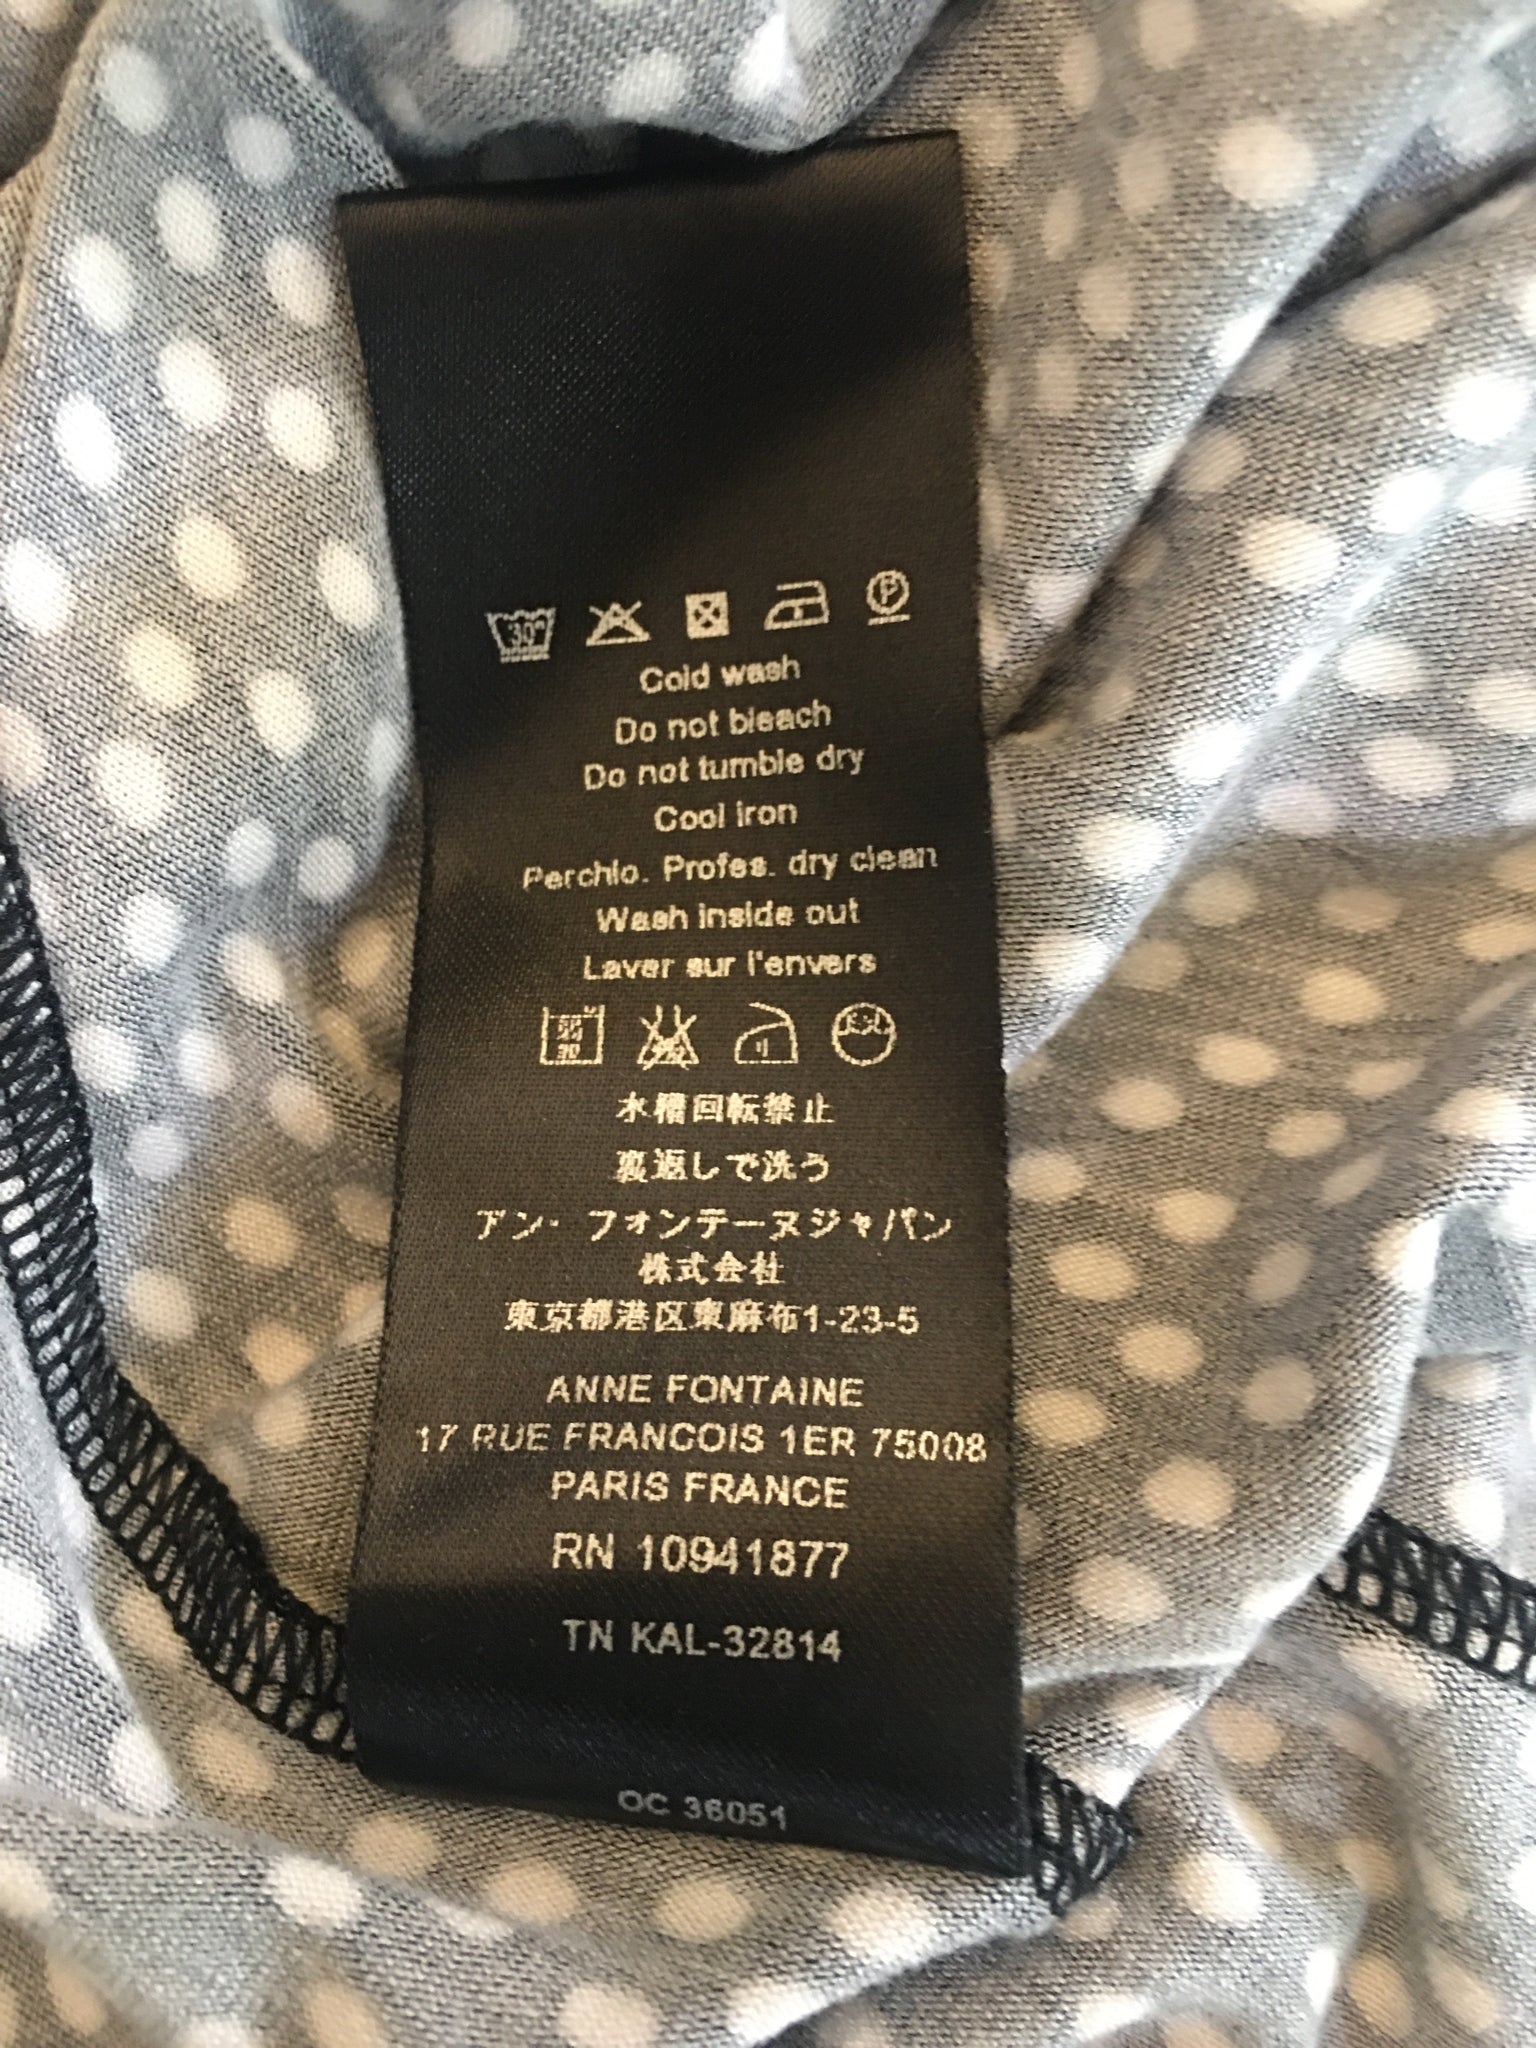 30°
P
Cold wash
Do not bleach
Do not tumble dry
Cool iron
Perchlo. Profes. dry clean
Wash inside out
Laver sur l'envers
水槽回転禁止
裏返しで洗う
アン・フォンテーヌジャパン
株式会社
東京都港区東麻布1-23-5
ANNE FONTAINE
17 RUE FRANCOIS 1ER 75008
PARIS FRANCE
RN 10941877
TN KAL-32814
OC 36051